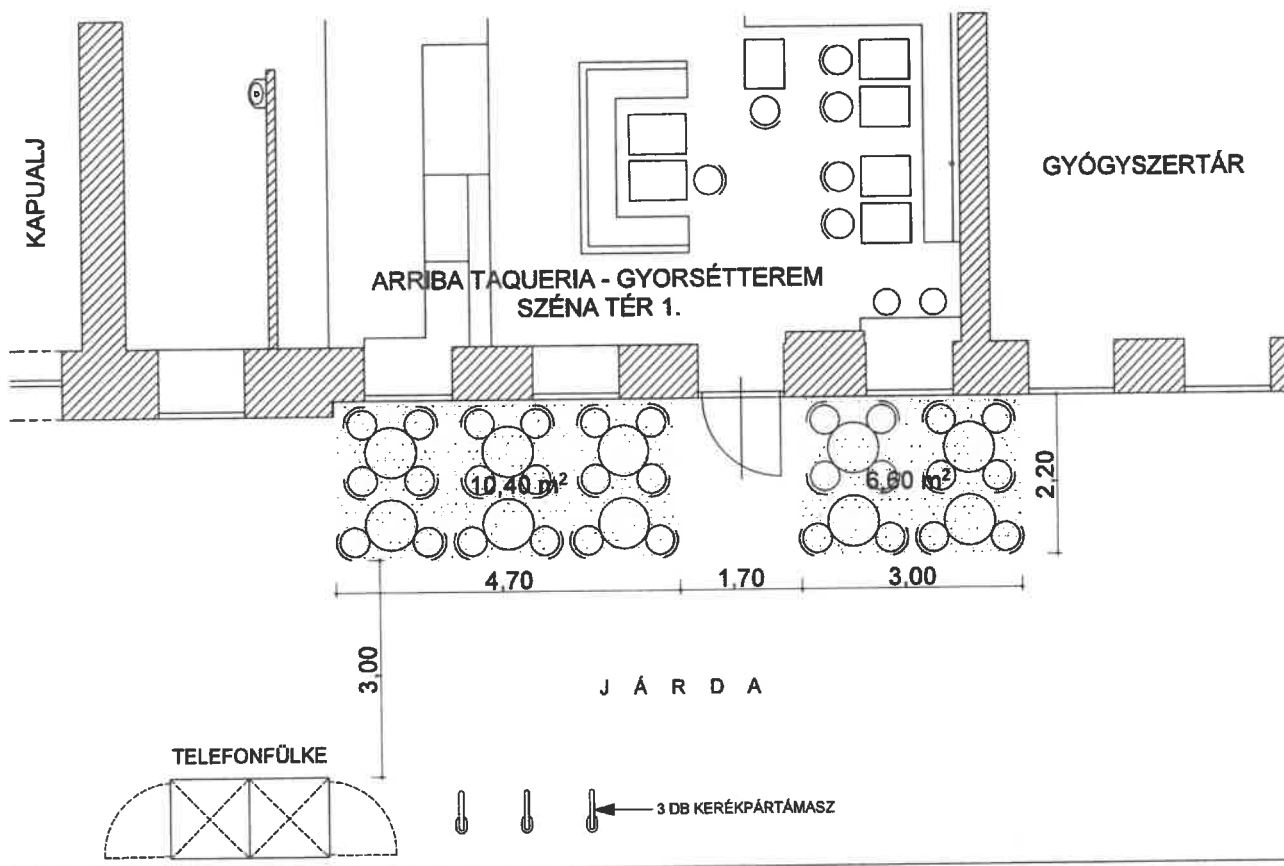 KAPUALJ
GYÓGYSZERTÁR
ARRIBA TAQUERIA - GYORSÉTTEREM
SZÉNA TÉR 1.
10,40 m²
6,60 m²
2,20
4,70
1,70
3,00
3,00
J Á R D A
TELEFONFÜLKE
3 DB KERÉKPÁRTÁMASZ